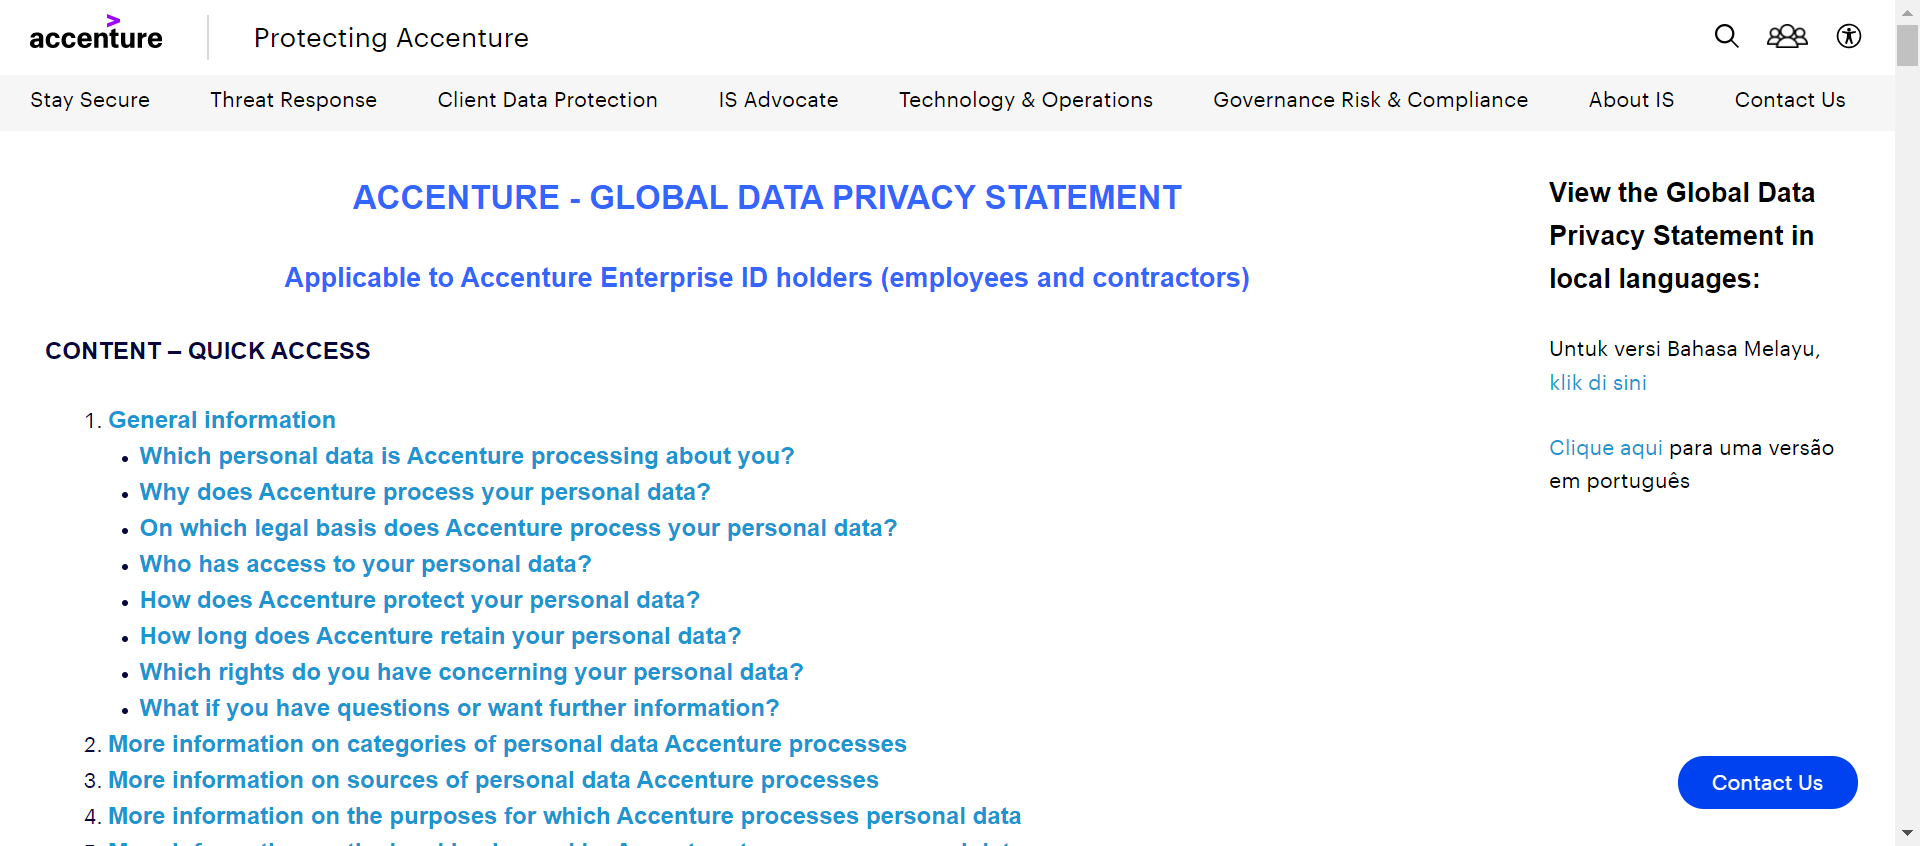 accenture
Protecting Accenture
Stay Secure
Threat Response
Client Data Protection
IS Advocate
Technology & Operations
Governance Risk & Compliance
About IS
Contact Us
ACCENTURE - GLOBAL DATA PRIVACY STATEMENT
Applicable to Accenture Enterprise ID holders (employees and contractors)
CONTENT – QUICK ACCESS
1. General information
• Which personal data is Accenture processing about you?
• Why does Accenture process your personal data?
• On which legal basis does Accenture process your personal data?
• Who has access to your personal data?
• How does Accenture protect your personal data?
• How long does Accenture retain your personal data?
• Which rights do you have concerning your personal data?
• What if you have questions or want further information?
2. More information on categories of personal data Accenture processes
3. More information on sources of personal data Accenture processes
4. More information on the purposes for which Accenture processes personal data
View the Global Data
Privacy Statement in
local languages:
Untuk versi Bahasa Melayu,
klik di sini
Clique aqui para uma versão
em português
Contact Us